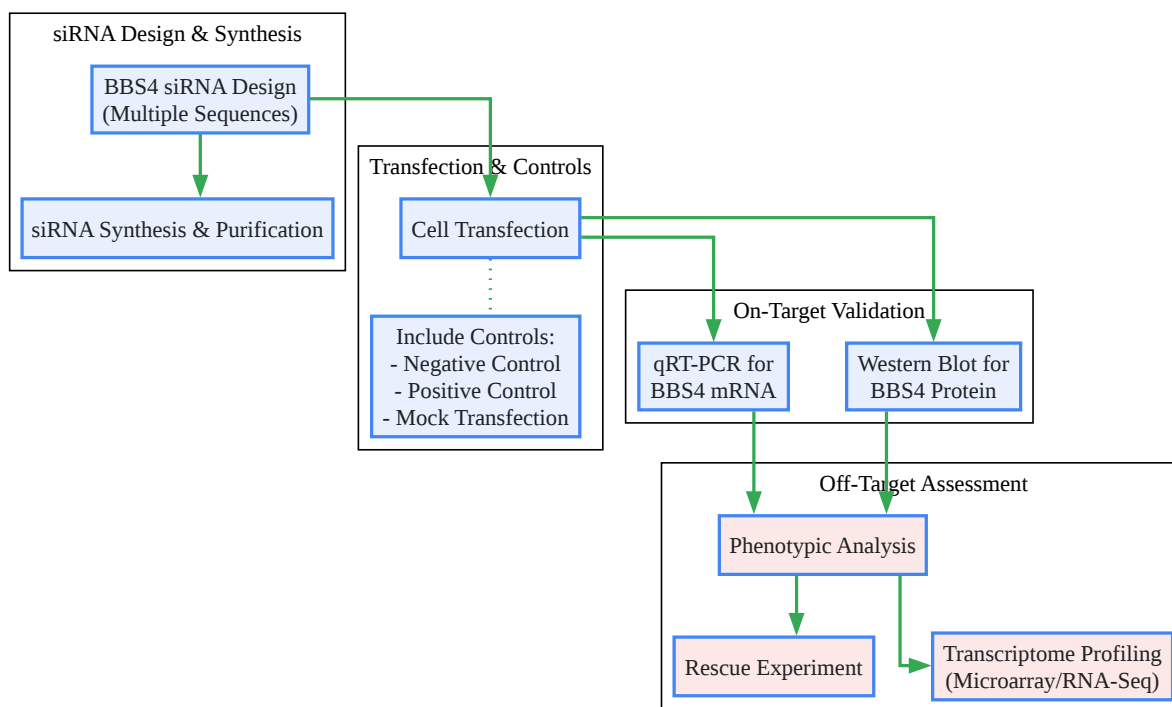 siRNA Design & Synthesis
BBS4 siRNA Design
(Multiple Sequences)
siRNA Synthesis & Purification
Transfection & Controls
Cell Transfection
Include Controls:
- Negative Control
- Positive Control
- Mock Transfection
On-Target Validation
qRT-PCR for
BBS4 mRNA
Western Blot for
BBS4 Protein
Off-Target Assessment
Phenotypic Analysis
Rescue Experiment
Transcriptome Profiling
(Microarray/RNA-Seq)